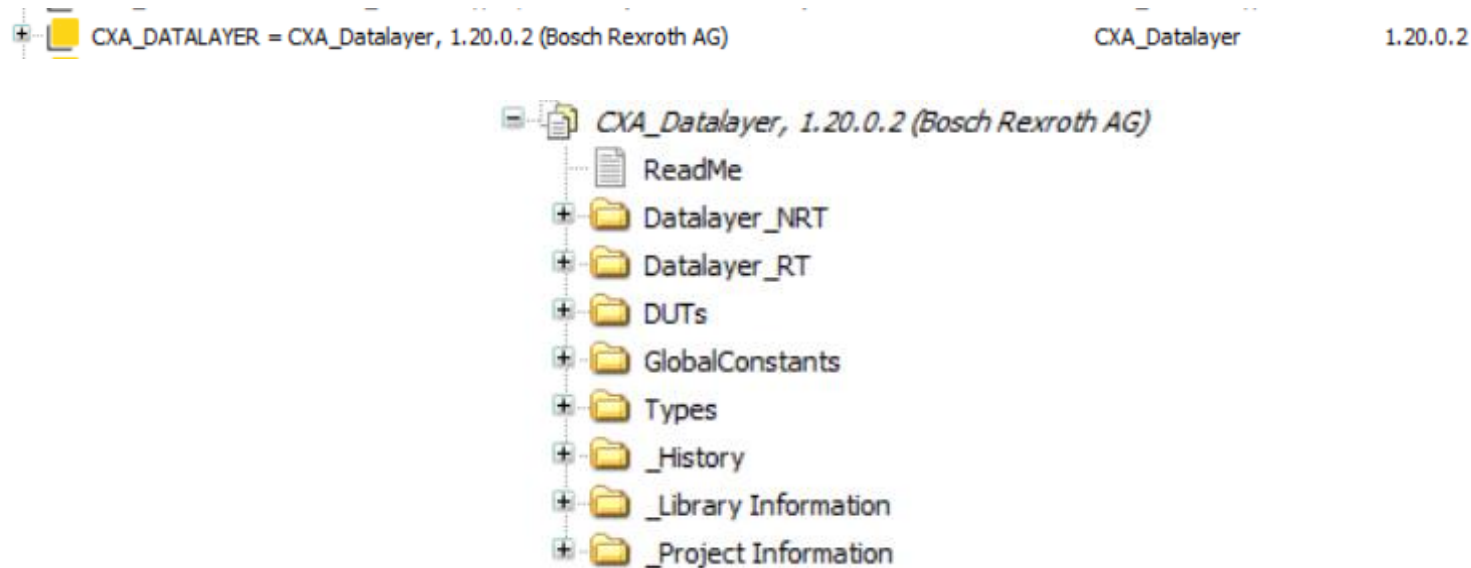 CXA_DATALAYER = CXA_Datalayer, 1.20.0.2 (Bosch Rexroth AG) CXA_Datalayer 1.20.0.2
CXA_Datalayer, 1.20.0.2 (Bosch Rexroth AG)
ReadMe
Datalayer_NRT
Datalayer_RT
DUTs
GlobalConstants
Types
_History
_Library Information
_Project Information